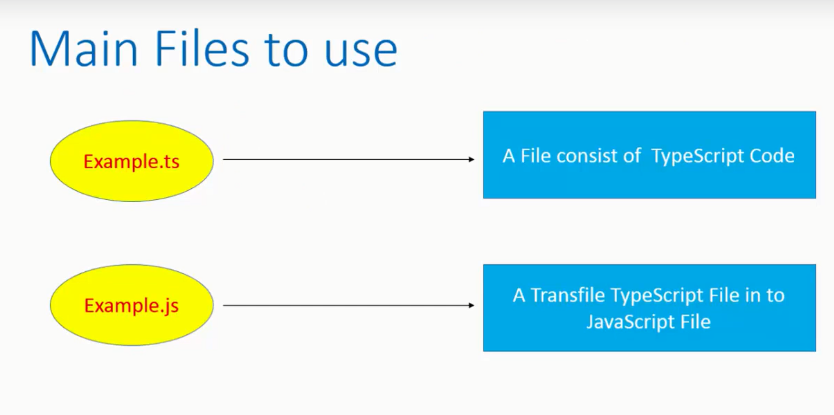 Main Files to use
Example.ts
A File consist of TypeScript Code
Example.js
A Transfile TypeScript File in to
JavaScript File